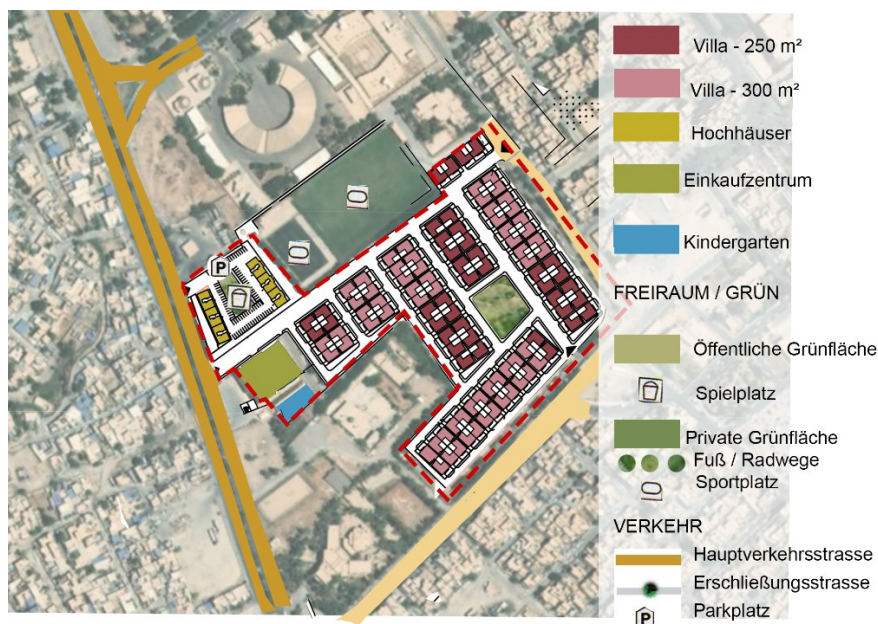 Villa - 250 m²
Villa - 300 m²
Hochhäuser
Einkaufzentrum
Kindergarten
FREIRAUM / GRÜN
Öffentliche Grünfläche
Spielplatz
Private Grünfläche
Fuß / Radwege
Sportplatz
VERKEHR
Hauptverkehrsstrasse
Erschließungsstrasse
P Parkplatz
P